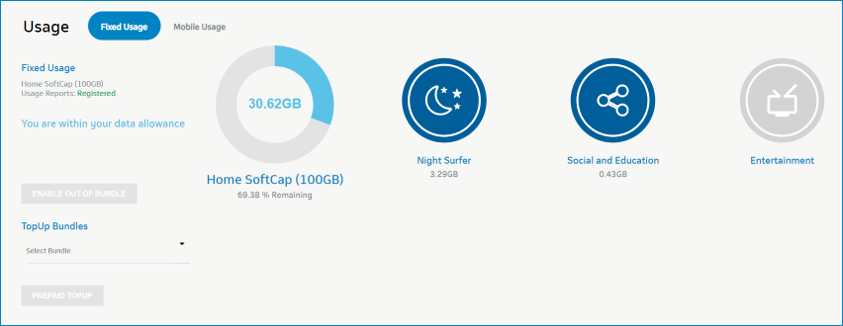 Usage
Fixed Usage
Mobile Usage
Fixed Usage
Home SoftCap (100GB)
Usage Reports: Registered
You are within your data allowance
ENABLE OUT OF BUNDLE
TopUp Bundles
Select Bundle
PREPAID TOPUP
30.62GB
Home SoftCap (100GB)
69.38 % Remaining
Night Surfer
3.29GB
Social and Education
0.43GB
Entertainment